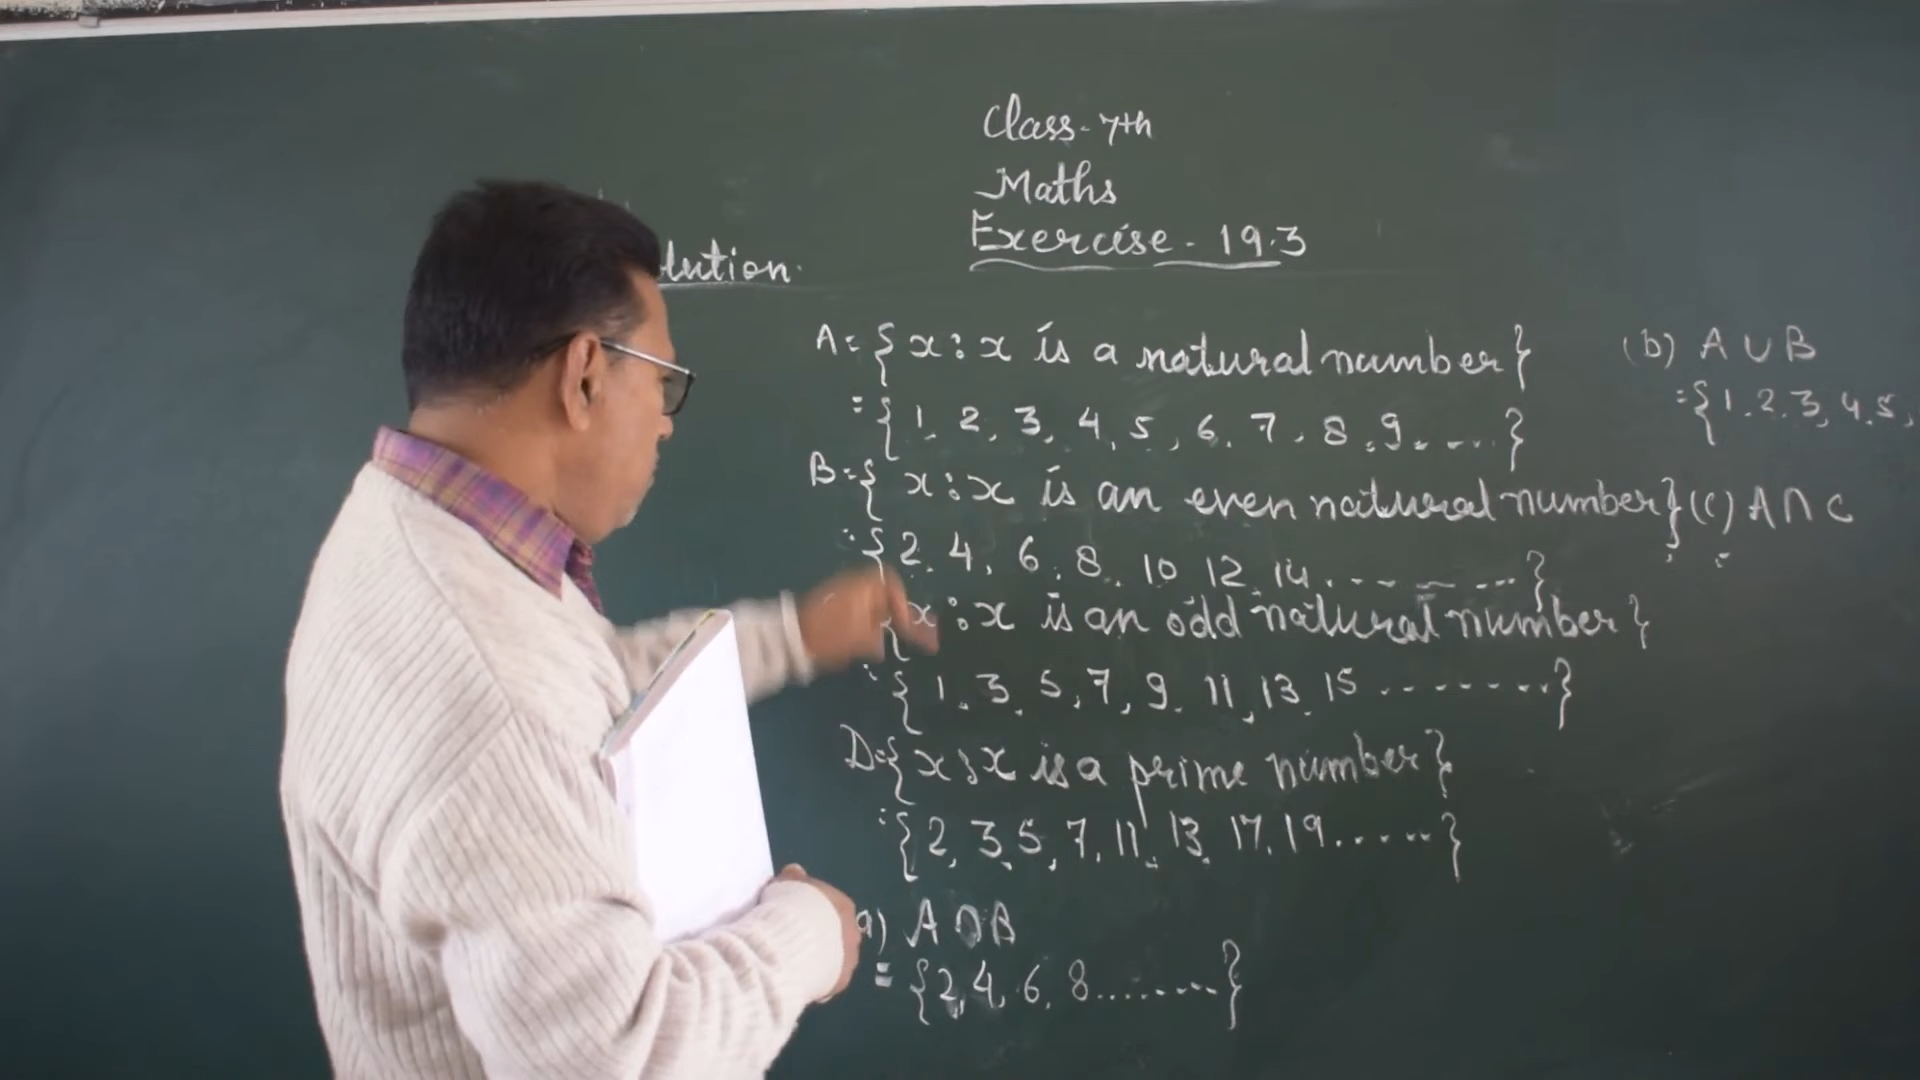 Class-7th
Maths
Exercise-19.3
lution.
A={x:x is a natural number}
={1,2,3,4,5,6,7,8,9....}
B={x:x is an even natural number}
={2,4,6,8,10,12,14.......}
{x:x is an odd natural number}
={1,3,5,7,9,11,13,15........}
D={x:x is a prime number}
={2,3,5,7,11,13,17,19.....}
a) A∩B
={2,4,6,8.........}
(b) A∪B
={1,2,3,4,5,
(c) A∩C
=